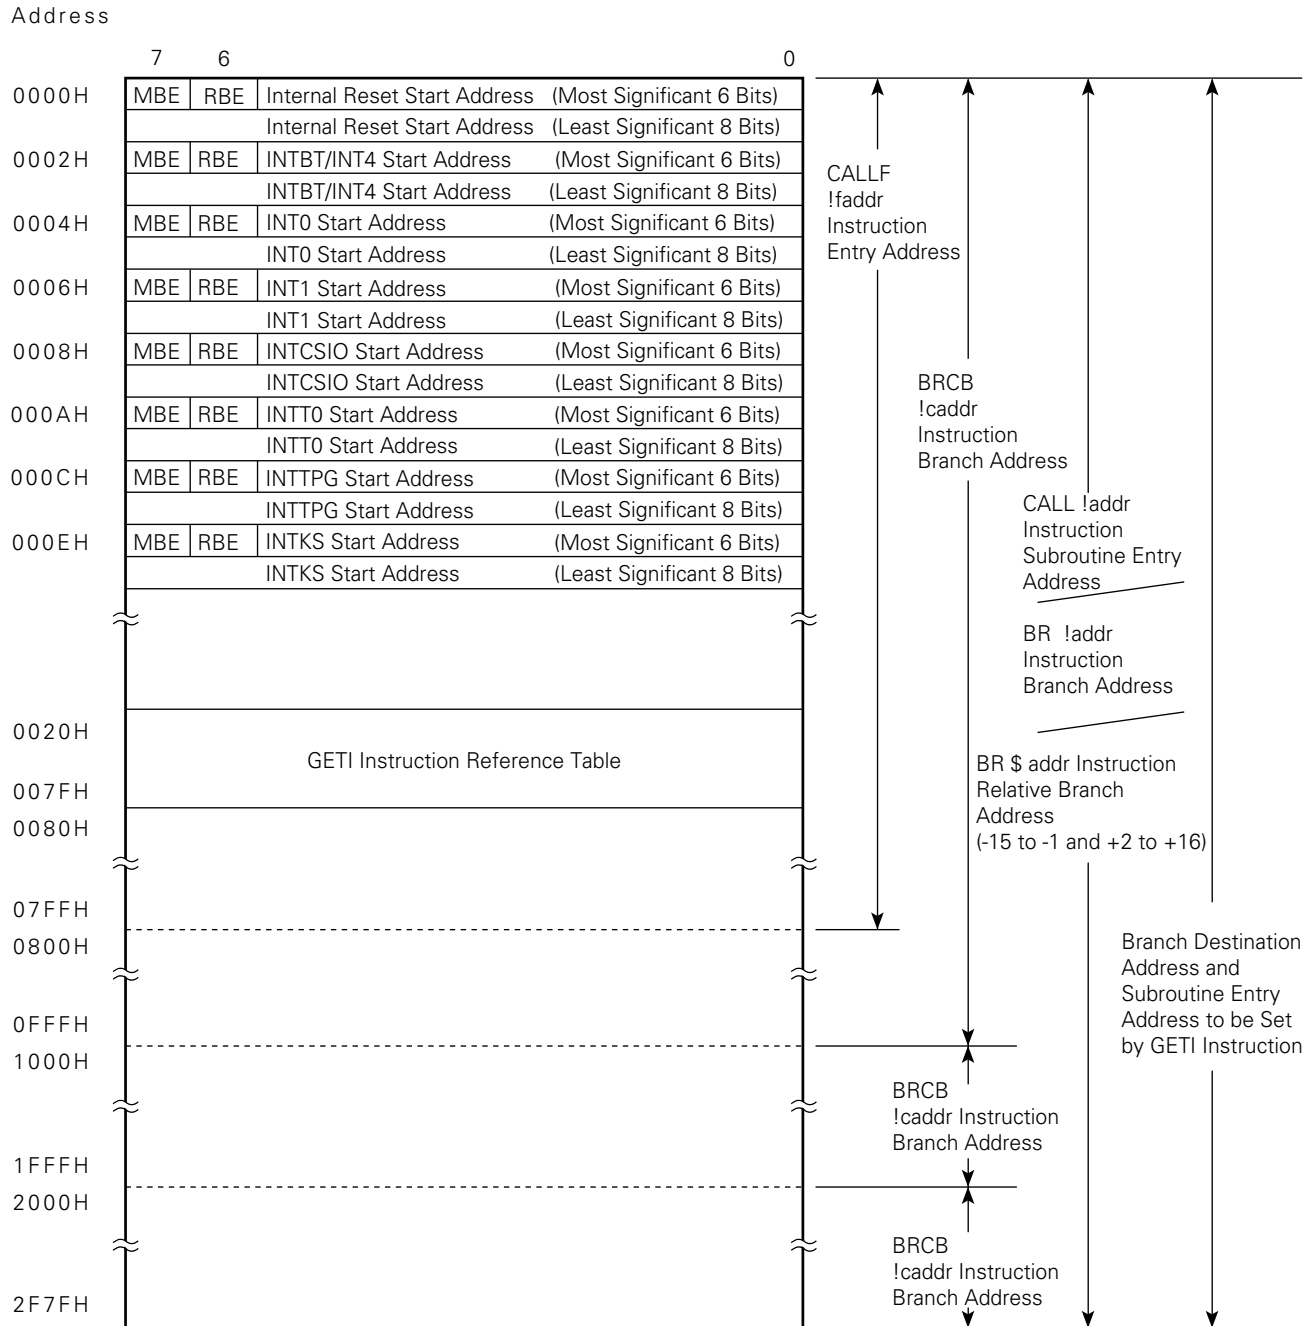 Address
7 6 0
0000H MBE RBE Internal Reset Start Address (Most Significant 6 Bits)
Internal Reset Start Address (Least Significant 8 Bits)
0002H MBE RBE INTBT/INT4 Start Address (Most Significant 6 Bits)
INTBT/INT4 Start Address (Least Significant 8 Bits)
0004H MBE RBE INT0 Start Address (Most Significant 6 Bits)
INT0 Start Address (Least Significant 8 Bits)
0006H MBE RBE INT1 Start Address (Most Significant 6 Bits)
INT1 Start Address (Least Significant 8 Bits)
0008H MBE RBE INTCSIO Start Address (Most Significant 6 Bits)
INTCSIO Start Address (Least Significant 8 Bits)
000AH MBE RBE INTT0 Start Address (Most Significant 6 Bits)
INTT0 Start Address (Least Significant 8 Bits)
000CH MBE RBE INTTPG Start Address (Most Significant 6 Bits)
INTTPG Start Address (Least Significant 8 Bits)
000EH MBE RBE INTKS Start Address (Most Significant 6 Bits)
INTKS Start Address (Least Significant 8 Bits)
0020H
GETI Instruction Reference Table
007FH
0080H
07FFH
0800H
0FFFH
1000H
1FFFH
2000H
2F7FH
CALLF
!faddr
Instruction
Entry Address
BRCB
!caddr
Instruction
Branch Address
CALL !addr
Instruction
Subroutine Entry
Address
BR !addr
Instruction
Branch Address
BR $ addr Instruction
Relative Branch
Address
(-15 to -1 and +2 to +16)
Branch Destination
Address and
Subroutine Entry
Address to be Set
by GETI Instruction
BRCB
!caddr Instruction
Branch Address
BRCB
!caddr Instruction
Branch Address